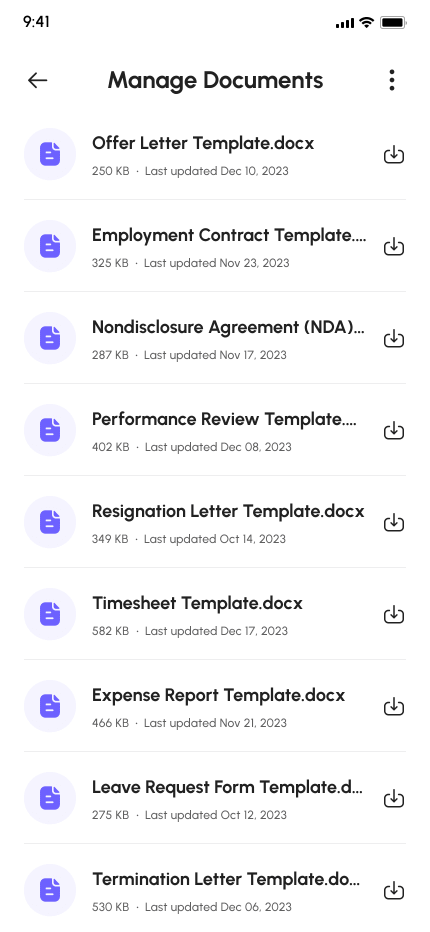 9:41
Manage Documents
Offer Letter Template.docx
250 KB · Last updated Dec 10, 2023
Employment Contract Template....
325 KB · Last updated Nov 23, 2023
Nondisclosure Agreement (NDA)...
287 KB · Last updated Nov 17, 2023
Performance Review Template....
402 KB · Last updated Dec 08, 2023
Resignation Letter Template.docx
349 KB · Last updated Oct 14, 2023
Timesheet Template.docx
582 KB · Last updated Dec 17, 2023
Expense Report Template.docx
466 KB · Last updated Nov 21, 2023
Leave Request Form Template.d...
275 KB · Last updated Oct 12, 2023
Termination Letter Template.do...
530 KB · Last updated Dec 06, 2023